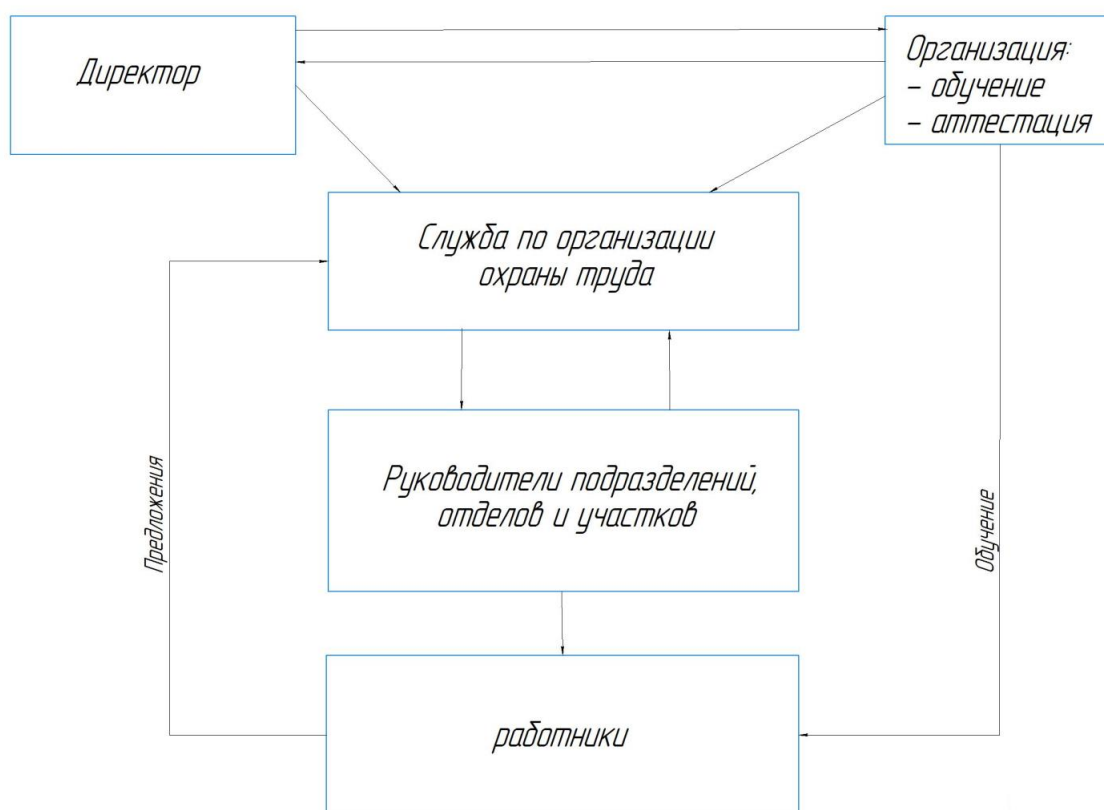 Директор
Организация:
- обучение
- аттестация
Служба по организации
охраны труда
Руководители подразделений,
отделов и участков
Предложения
Обучение
работники